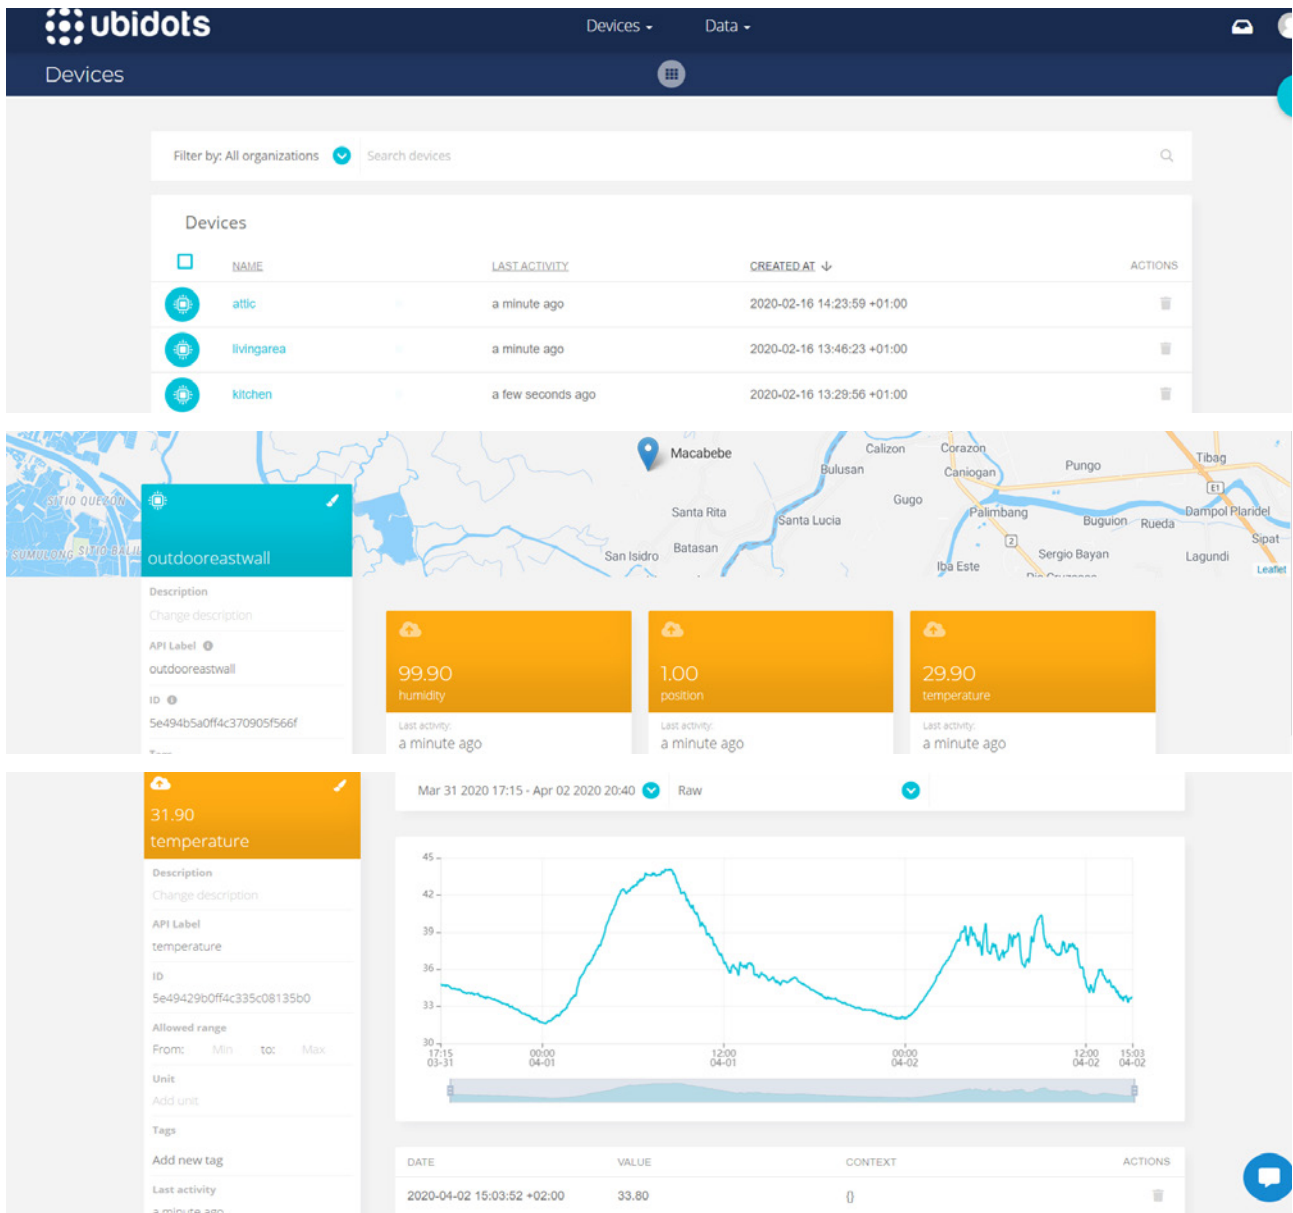 ubidots
Devices
Data
Devices
Filter by: All organizations
Search devices
Devices
NAME LAST ACTIVITY CREATED AT ACTIONS
attic a minute ago 2020-02-16 14:23:59 +01:00
livingarea a minute ago 2020-02-16 13:46:23 +01:00
kitchen a few seconds ago 2020-02-16 13:29:56 +01:00
Macabebe
Calizon
Corazon
Caniogan
Pungo
Tibag
Bulusan
E1
SITIO QUEZON
Gugo
Santa Rita
Santa Lucia
Palimbang
Buguion
Rueda
Dampol Plaridel
2
Sipat
San Isidro
Batasan
Sergio Bayan
Lagundi
Iba Este
Leaflet
outdooreastwall
Description
Change description
API Label
outdooreastwall
ID
5e494b5a0ff4c370905f566f
99.90
humidity
Last activity:
a minute ago
1.00
position
Last activity:
a minute ago
29.90
temperature
Last activity:
a minute ago
31.90
temperature
Description
Change description
API Label
temperature
ID
5e49429b0ff4c335c08135b0
Allowed range
From: Min to: Max
Unit
Add unit
Tags
Add new tag
Last activity
a minute ago
Mar 31 2020 17:15 - Apr 02 2020 20:40
Raw
45
42
39
36
33
30
17:15 00:00 12:00 00:00 12:00 15:03
03-31 04-01 04-01 04-02 04-02 04-02
DATE VALUE CONTEXT ACTIONS
2020-04-02 15:03:52 +02:00 33.80 {}